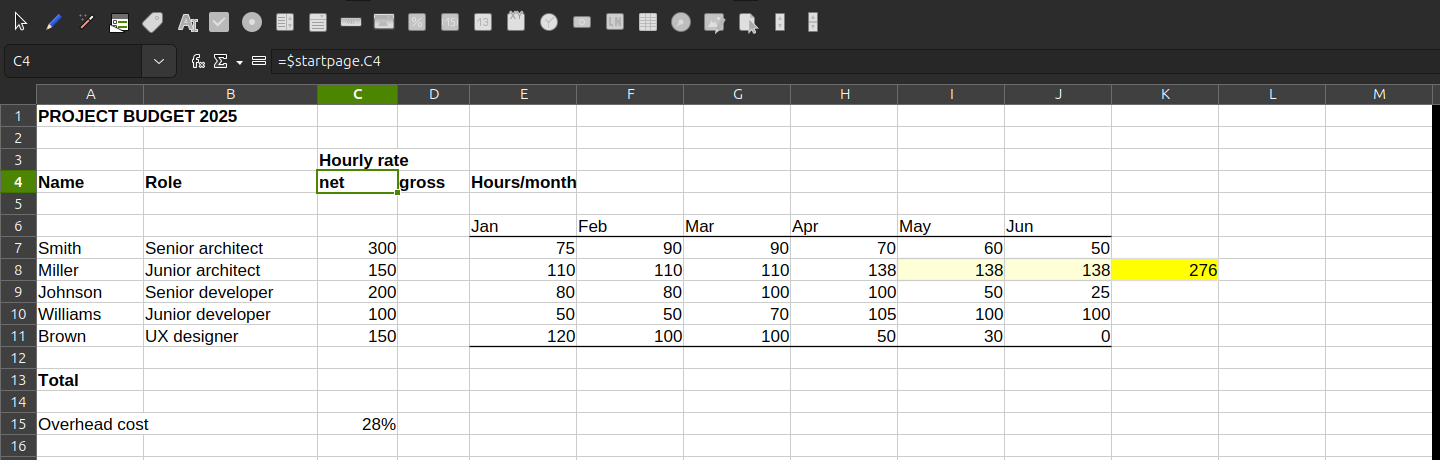 C4 =$startpage.C4
A B C D E F G H I J K L M
1 PROJECT BUDGET 2025
2
3 Hourly rate
4 Name Role net gross Hours/month
5
6 Jan Feb Mar Apr May Jun
7 Smith Senior architect 300 75 90 90 70 60 50
8 Miller Junior architect 150 110 110 110 138 138 138 276
9 Johnson Senior developer 200 80 80 100 100 50 25
10 Williams Junior developer 100 50 50 70 105 100 100
11 Brown UX designer 150 120 100 100 50 30 0
12
13 Total
14
15 Overhead cost 28%
16